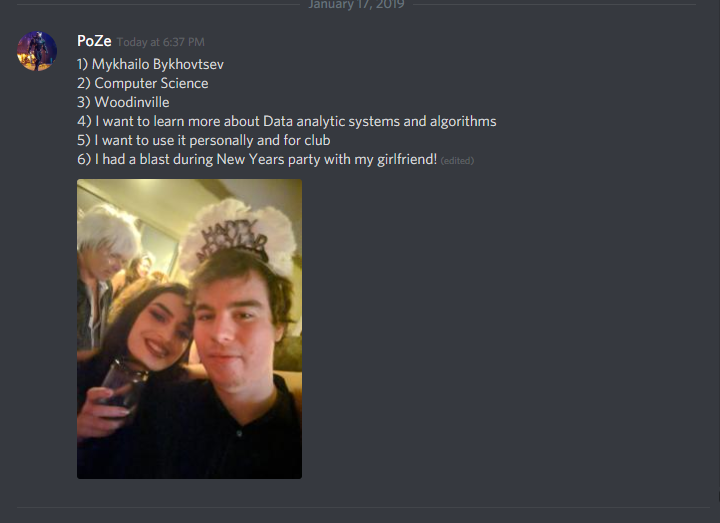 January 17, 2019
PoZe Today at 6:37 PM
1) Mykhailo Bykhovtsev
2) Computer Science
3) Woodinville
4) I want to learn more about Data analytic systems and algorithms
5) I want to use it personally and for club
6) I had a blast during New Years party with my girlfriend! (edited)
HAPPY